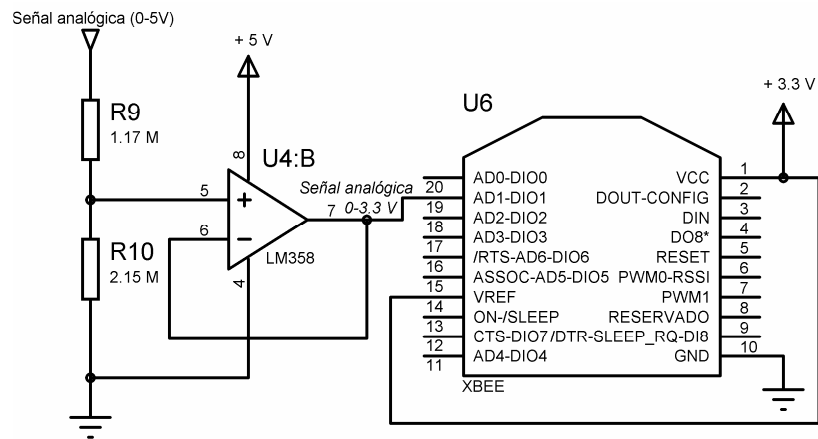 Señal analógica (0-5V)
+ 5 V
R9
1.17 M
R10
2.15 M
8
U4:B
5
+
6
−
7
4
LM358
Señal analógica
0-3.3 V
U6
+ 3.3 V
AD0-DIO0
20
AD1-DIO1
19
AD2-DIO2
18
AD3-DIO3
17
/RTS-AD6-DIO6
16
ASSOC-AD5-DIO5
15
VREF
14
ON-/SLEEP
13
CTS-DIO7
12
AD4-DIO4
11
VCC
1
DOUT-CONFIG
2
DIN
3
DO8*
4
RESET
5
PWM0-RSSI
6
PWM1
7
RESERVADO
8
/DTR-SLEEP_RQ-DI8
9
GND
10
XBEE